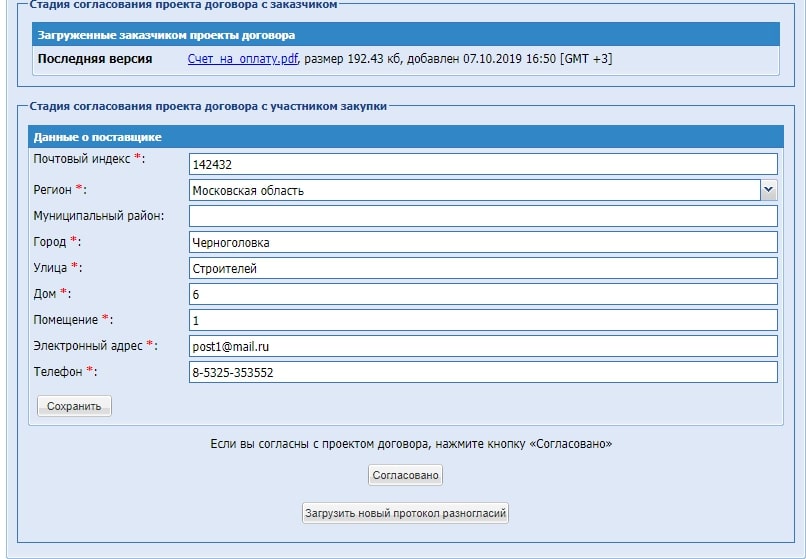 Стадия согласования проекта договора с заказчиком
Загруженные заказчиком проекты договора
Последняя версия Счет_на_оплату.pdf, размер 192.43 кб, добавлен 07.10.2019 16:50 [GMT +3]
Стадия согласования проекта договора с участником закупки
Данные о поставщике
Почтовый индекс *: 142432
Регион *: Московская область
Муниципальный район:
Город *: Черноголовка
Улица *: Строителей
Дом *: 6
Помещение *: 1
Электронный адрес *: post1@mail.ru
Телефон *: 8-5325-353552
Сохранить
Если вы согласны с проектом договора, нажмите кнопку «Согласовано»
Согласовано
Загрузить новый протокол разногласий